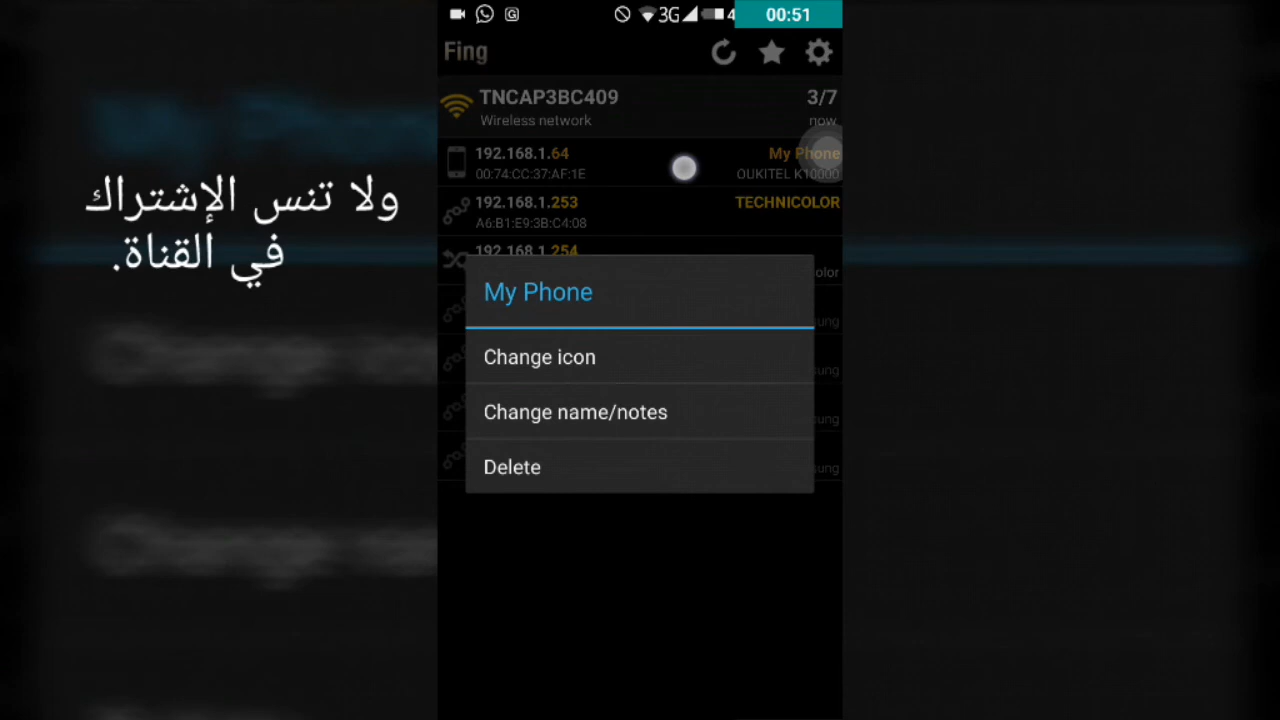 ولا تنس الإشتراك
في القناة.
3G 4 00:51
Fing
TNCAP3BC409 3/7
Wireless network now
192.168.1.64 My Phone
00:74:CC:37:AF:1E OUKITEL K10000
192.168.1.253 TECHNICOLOR
A6:B1:E9:3B:C4:08
192.168.1.254
My Phone
Change icon
Change name/notes
Delete